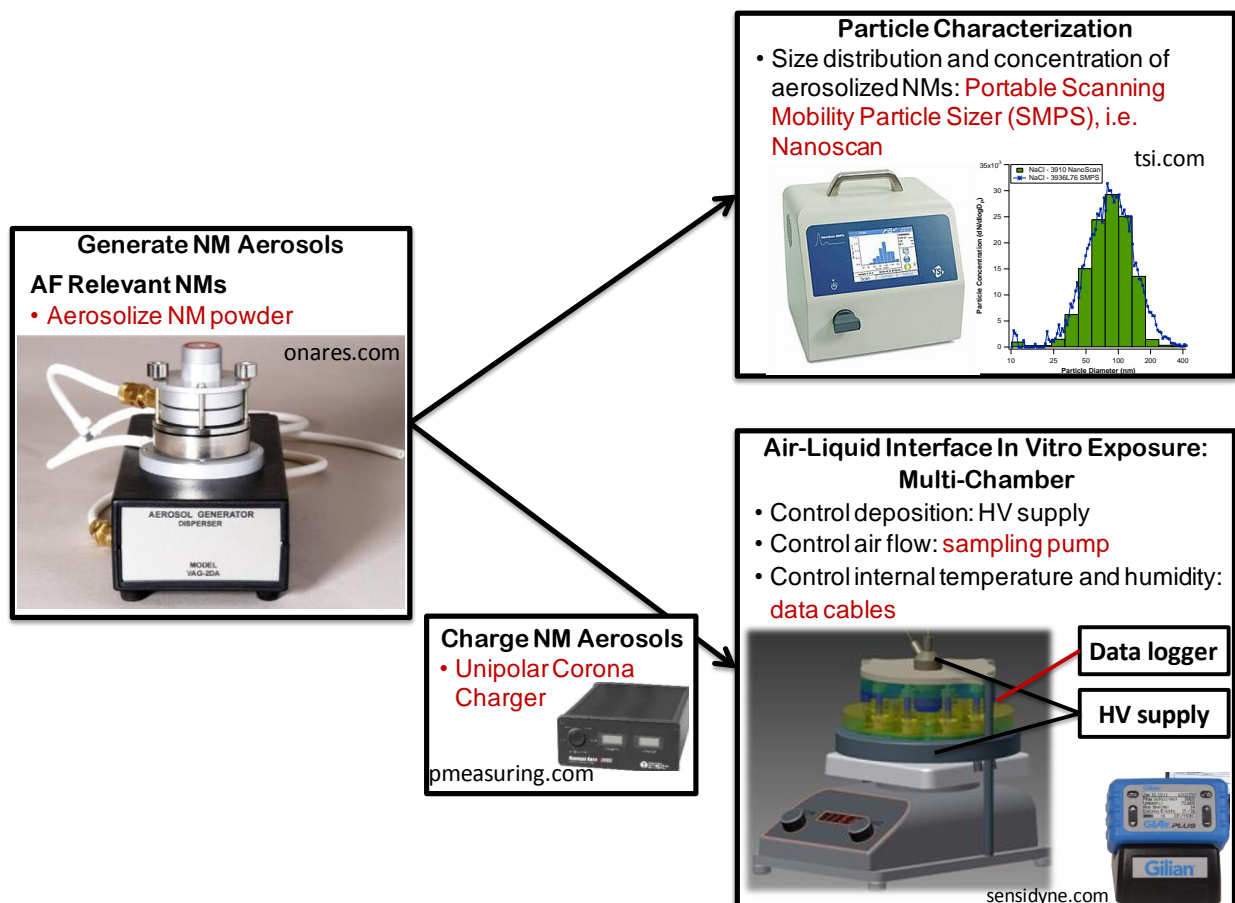 Particle Characterization
• Size distribution and concentration of
aerosolized NMs: Portable Scanning
Mobility Particle Sizer (SMPS), i.e.
Nanoscan
tsi.com
35x10³
30
25
20
15
10
5
0
Particle Concentration (dN/dlogDp)
NaCl - 3910 NanoScan
NaCl - 3936L76 SMPS
10
25
50
100
200
400
Particle Diameter (nm)
TSI
Generate NM Aerosols
AF Relevant NMs
• Aerosolize NM powder
onares.com
AEROSOL GENERATOR
DISPERSER
MODEL
VAG-2DA
Charge NM Aerosols
• Unipolar Corona
Charger
pmeasuring.com
Air-Liquid Interface In Vitro Exposure:
Multi-Chamber
• Control deposition: HV supply
• Control air flow: sampling pump
• Control internal temperature and humidity:
data cables
Data logger
HV supply
Gilian
GilAir PLUS
Gilian
sensidyne.com